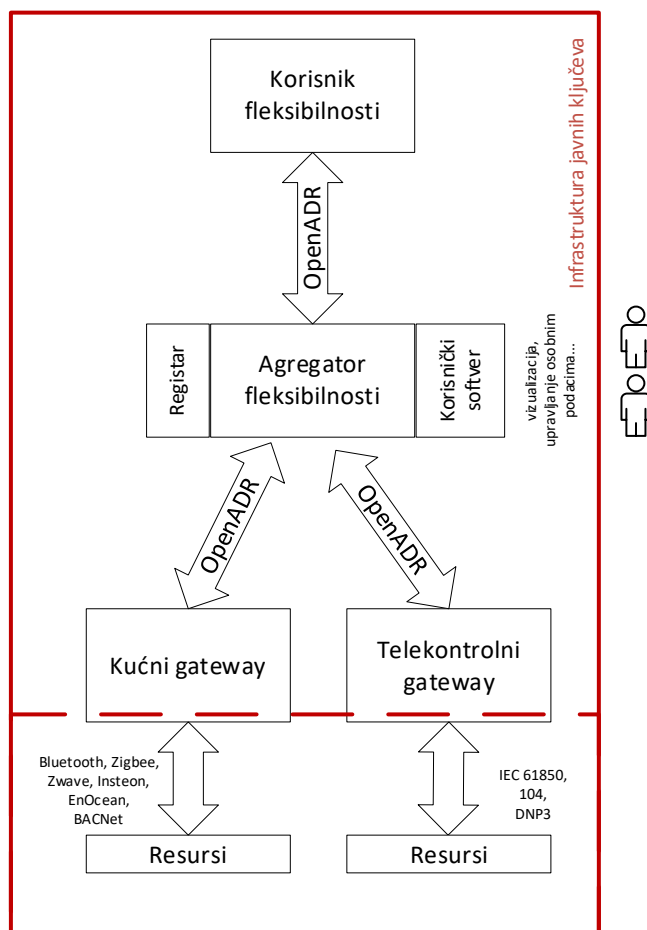 Korisnik
fleksibilnosti
Infrastruktura javnih ključeva
OpenADR
Registar
Agregator
fleksibilnosti
Korisnički
softver
vizualizacija,
upravljanje osobnim
podacima...
OpenADR
OpenADR
Kućni gateway
Telekontrolni
gateway
Bluetooth, Zigbee,
Zwave, Insteon,
EnOcean,
BACNet
IEC 61850,
104,
DNP3
Resursi
Resursi